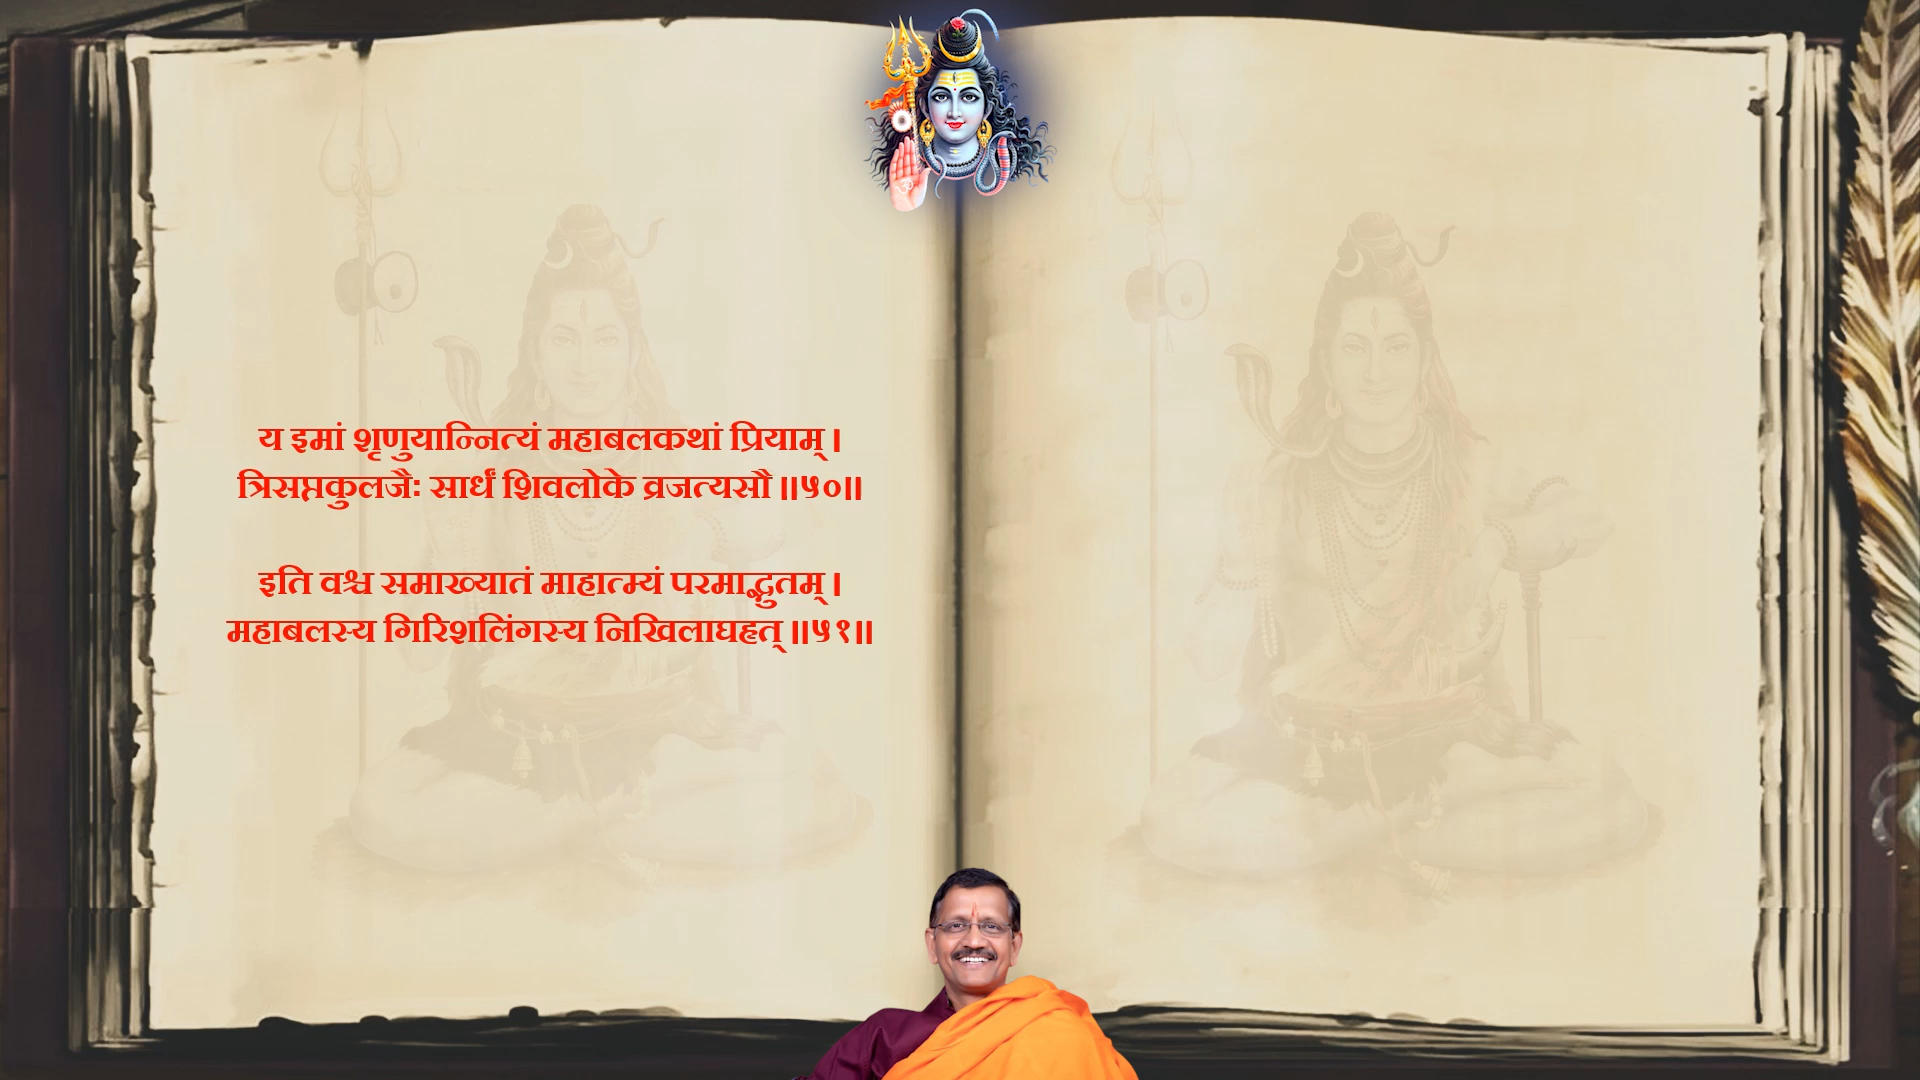 य इमां शृणुयान्नित्यं महाबलकथां प्रियाम् ।
त्रिसप्तकुलजैः सार्धं शिवलोके व्रजत्यसौ ॥५०॥
इति वश्च समाख्यातं माहात्म्यं परमाद्भुतम् ।
महाबलस्य गिरिशलिंगस्य निखिलाघहृत् ॥५१॥